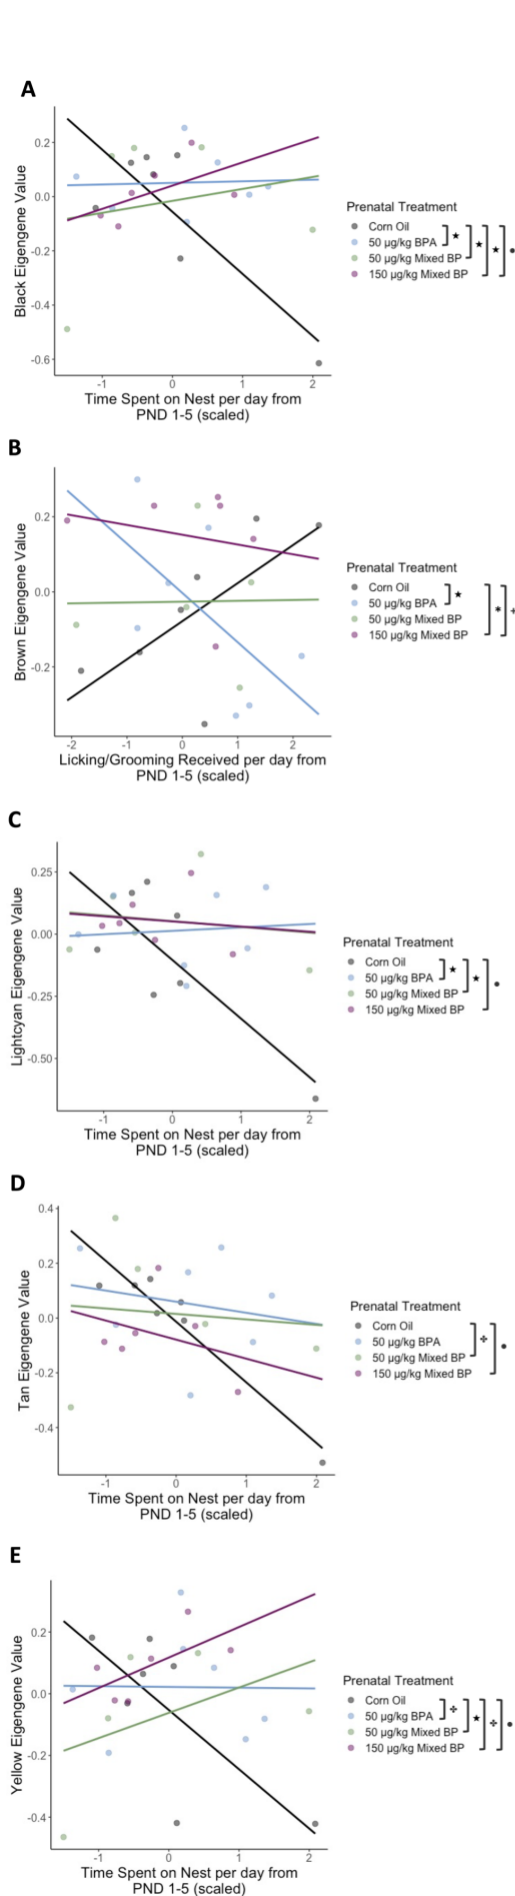 A
Black Eigengene Value
0.2
0.0
-0.2
-0.4
-0.6
-1 0 1 2
Time Spent on Nest per day from
PND 1-5 (scaled)
Prenatal Treatment
Corn Oil
50 µg/kg BPA
50 µg/kg Mixed BP
150 µg/kg Mixed BP
B
Brown Eigengene Value
0.2
0.0
-0.2
-2 -1 0 1 2
Licking/Grooming Received per day from
PND 1-5 (scaled)
Prenatal Treatment
Corn Oil
50 µg/kg BPA
50 µg/kg Mixed BP
150 µg/kg Mixed BP
C
Lightcyan Eigengene Value
0.25
0.00
-0.25
-0.50
-1 0 1 2
Time Spent on Nest per day from
PND 1-5 (scaled)
Prenatal Treatment
Corn Oil
50 µg/kg BPA
50 µg/kg Mixed BP
150 µg/kg Mixed BP
D
Tan Eigengene Value
0.4
0.2
0.0
-0.2
-0.4
-1 0 1 2
Time Spent on Nest per day from
PND 1-5 (scaled)
Prenatal Treatment
Corn Oil
50 µg/kg BPA
50 µg/kg Mixed BP
150 µg/kg Mixed BP
E
Yellow Eigengene Value
0.2
0.0
-0.2
-0.4
-1 0 1 2
Time Spent on Nest per day from
PND 1-5 (scaled)
Prenatal Treatment
Corn Oil
50 µg/kg BPA
50 µg/kg Mixed BP
150 µg/kg Mixed BP